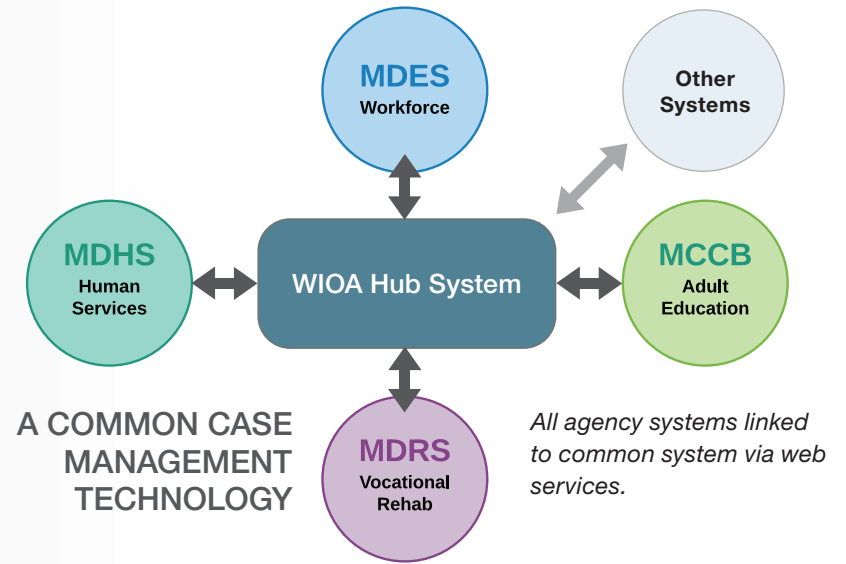 MDES
Workforce
Other
Systems
MDHS
Human
Services
WIOA Hub System
MCCB
Adult
Education
A COMMON CASE
MANAGEMENT
TECHNOLOGY
MDRS
Vocational
Rehab
All agency systems linked
to common system via web
services.